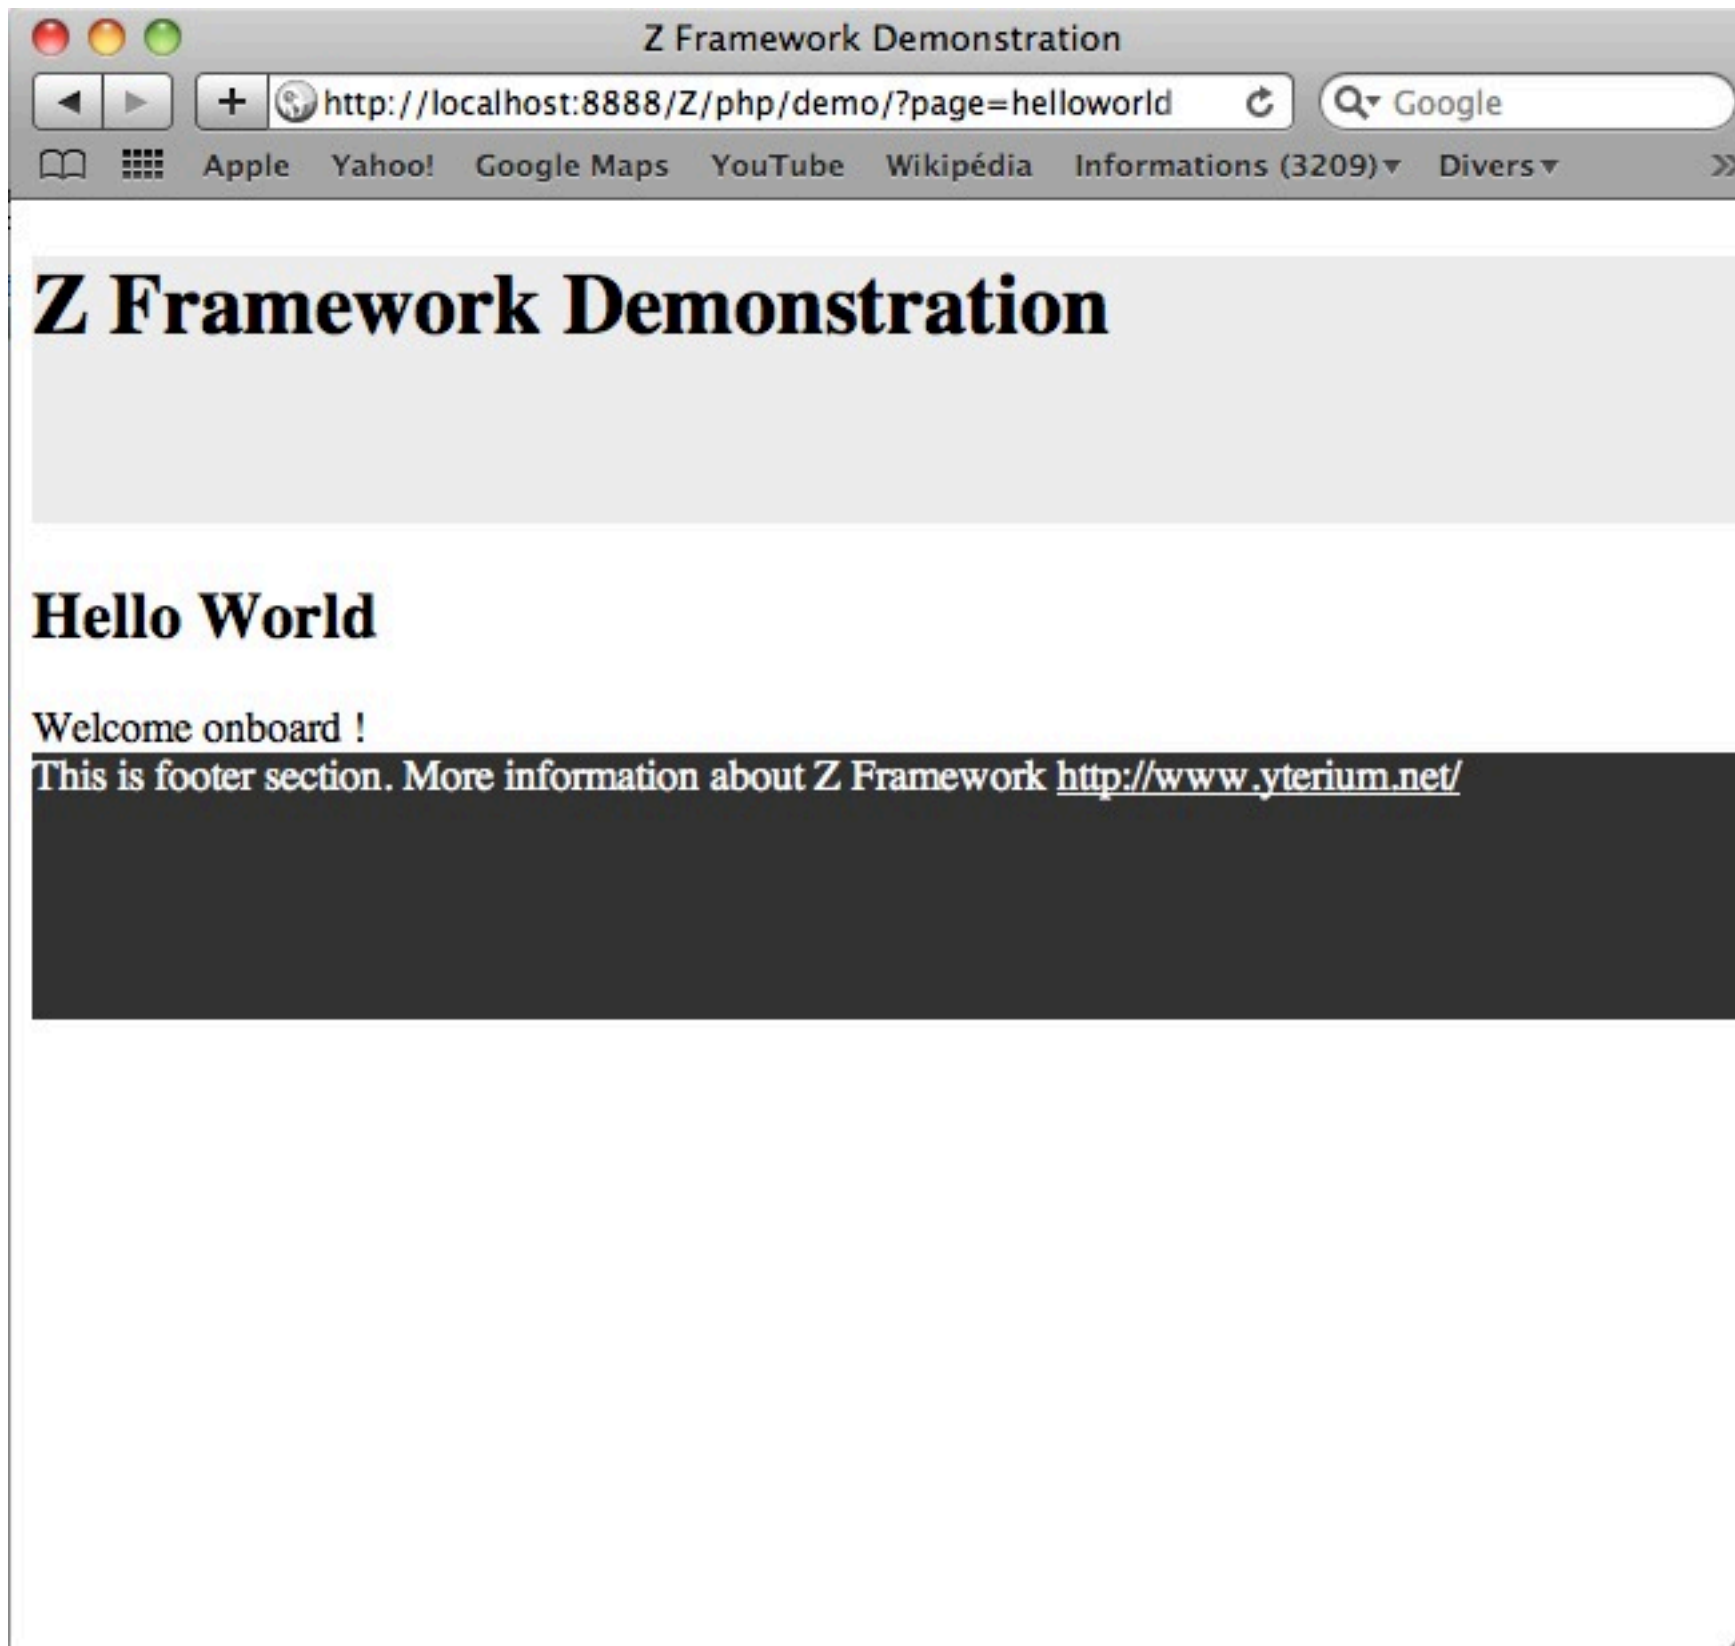 Z Framework Demonstration
http://localhost:8888/Z/php/demo/?page=helloworld Google
Apple Yahoo! Google Maps YouTube Wikipédia Informations (3209) Divers
Z Framework Demonstration
Hello World
Welcome onboard !
This is footer section. More information about Z Framework http://www.yterium.net/